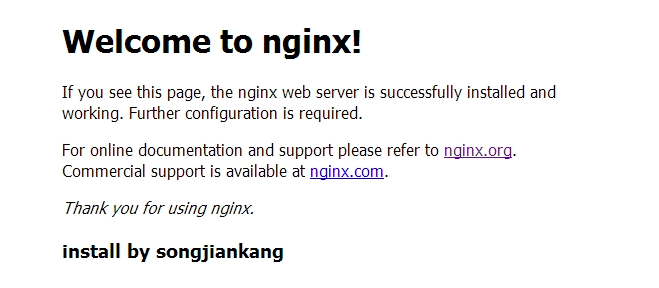 Welcome to nginx!
If you see this page, the nginx web server is successfully installed and
working. Further configuration is required.
For online documentation and support please refer to nginx.org.
Commercial support is available at nginx.com.
Thank you for using nginx.
install by songjiankang